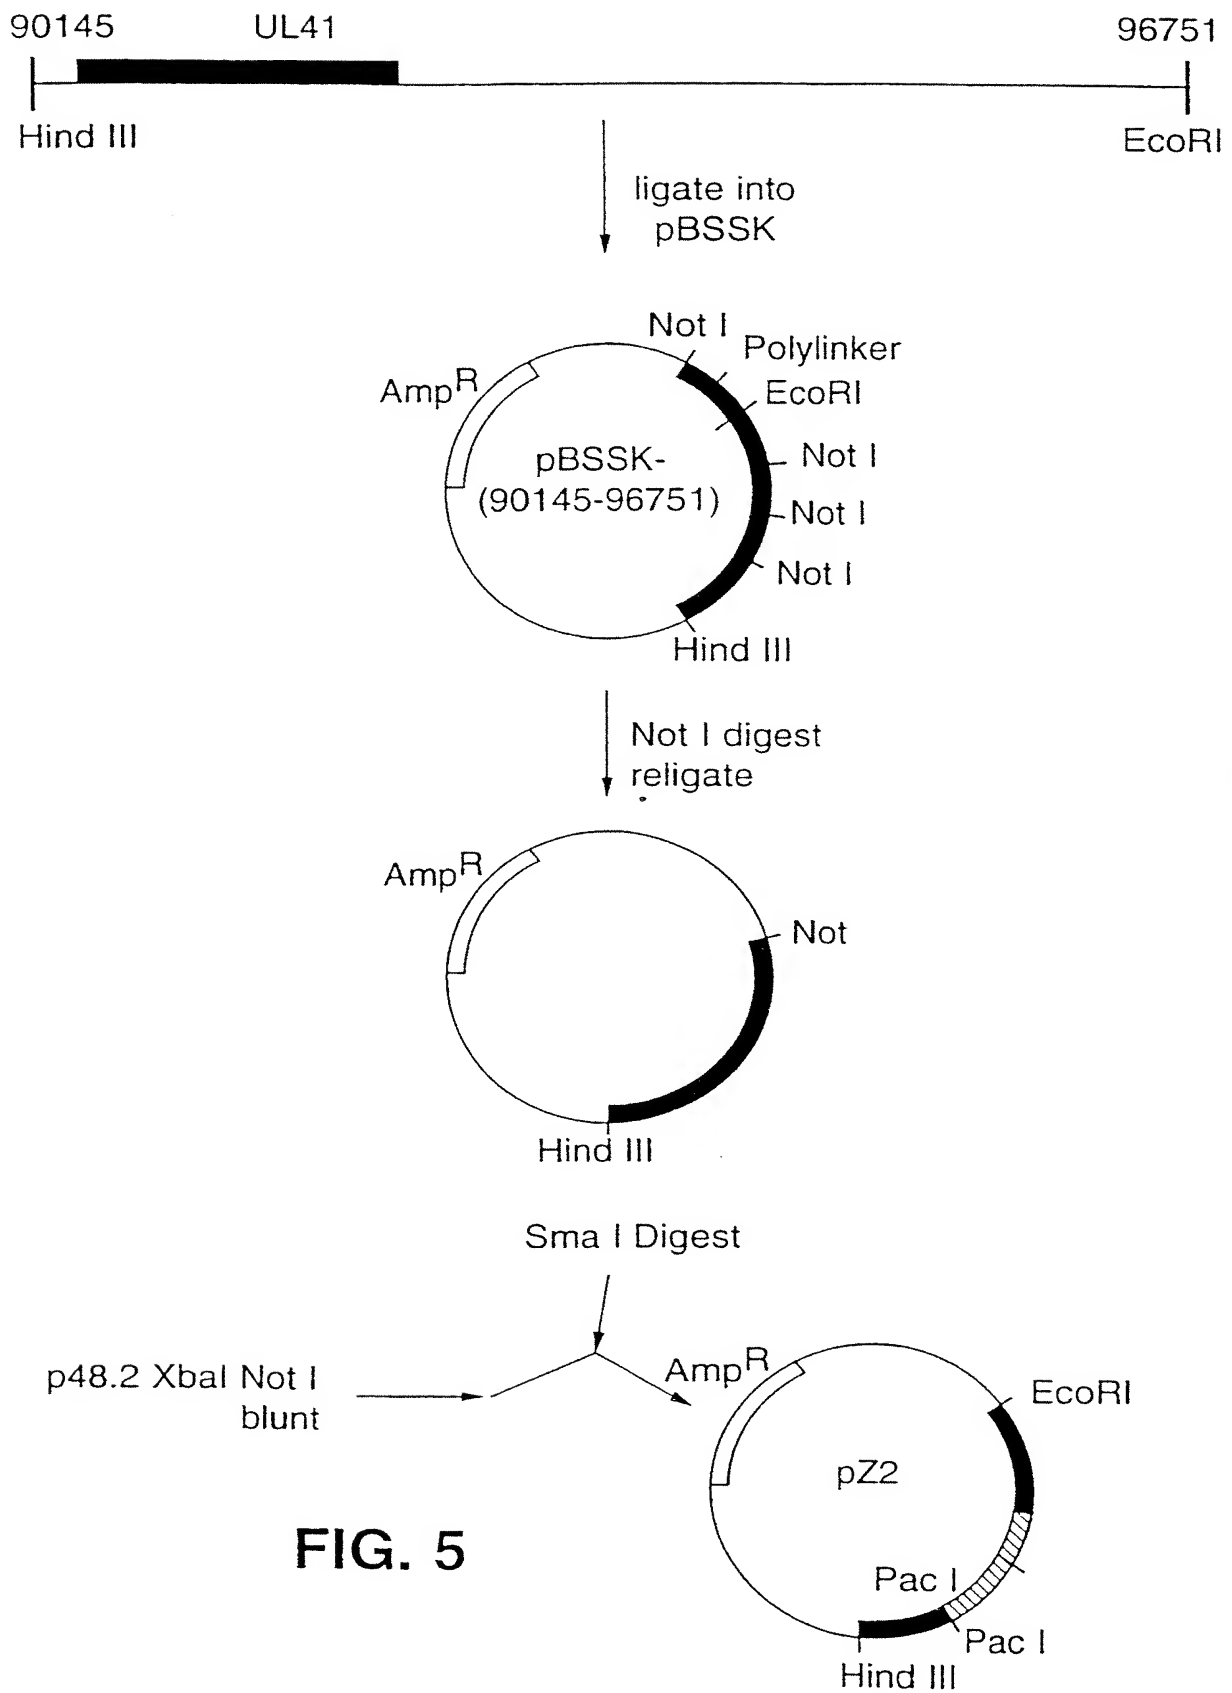 90145 UL41 96751
Hind III EcoRI
ligate into
pBSSK
Not I
Polylinker
AmpR EcoRI
pBSSK- Not I
(90145-96751) Not I
Not I
Hind III
Not I digest
religate
AmpR
Not
Hind III
Sma I Digest
p48.2 XbaI Not I
blunt
AmpR
EcoRI
pZ2
FIG. 5
Pac I
Pac I
Hind III